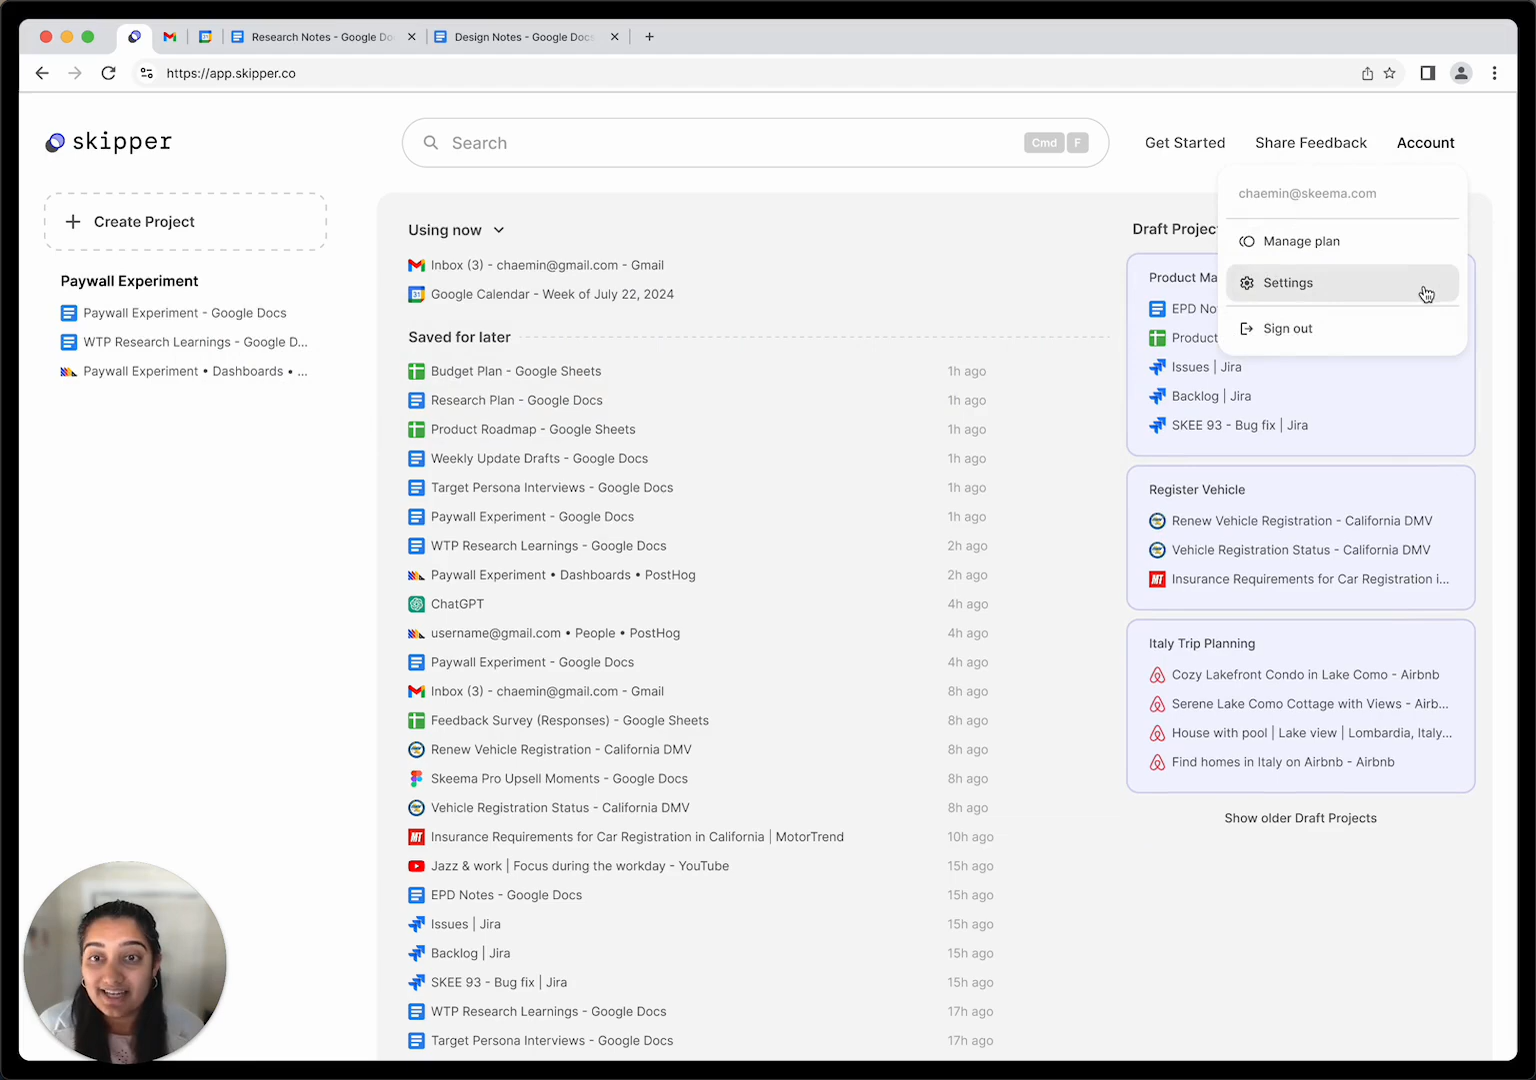 Research Notes - Google Do
Design Notes - Google Docs
https://app.skipper.co
skipper
Search
Cmd
F
Get Started
Share Feedback
Account
chaemin@skeema.com
Manage plan
Settings
Sign out
Create Project
Paywall Experiment
Paywall Experiment - Google Docs
WTP Research Learnings - Google D...
Paywall Experiment • Dashboards • ...
Using now
Inbox (3) - chaemin@gmail.com - Gmail
Google Calendar - Week of July 22, 2024
Saved for later
Budget Plan - Google Sheets 1h ago
Research Plan - Google Docs 1h ago
Product Roadmap - Google Sheets 1h ago
Weekly Update Drafts - Google Docs 1h ago
Target Persona Interviews - Google Docs 1h ago
Paywall Experiment - Google Docs 1h ago
WTP Research Learnings - Google Docs 2h ago
Paywall Experiment • Dashboards • PostHog 2h ago
ChatGPT 4h ago
username@gmail.com • People • PostHog 4h ago
Paywall Experiment - Google Docs 4h ago
Inbox (3) - chaemin@gmail.com - Gmail 8h ago
Feedback Survey (Responses) - Google Sheets 8h ago
Renew Vehicle Registration - California DMV 8h ago
Skeema Pro Upsell Moments - Google Docs 8h ago
Vehicle Registration Status - California DMV 8h ago
Insurance Requirements for Car Registration in California | MotorTrend 10h ago
Jazz & work | Focus during the workday - YouTube 15h ago
EPD Notes - Google Docs 15h ago
Issues | Jira 15h ago
Backlog | Jira 15h ago
SKEE 93 - Bug fix | Jira 15h ago
WTP Research Learnings - Google Docs 17h ago
Target Persona Interviews - Google Docs 17h ago
Draft Projec
Product Ma
EPD No
Product
Issues | Jira
Backlog | Jira
SKEE 93 - Bug fix | Jira
Register Vehicle
Renew Vehicle Registration - California DMV
Vehicle Registration Status - California DMV
Insurance Requirements for Car Registration i...
Italy Trip Planning
Cozy Lakefront Condo in Lake Como - Airbnb
Serene Lake Como Cottage with Views - Airb...
House with pool | Lake view | Lombardia, Italy...
Find homes in Italy on Airbnb - Airbnb
Show older Draft Projects